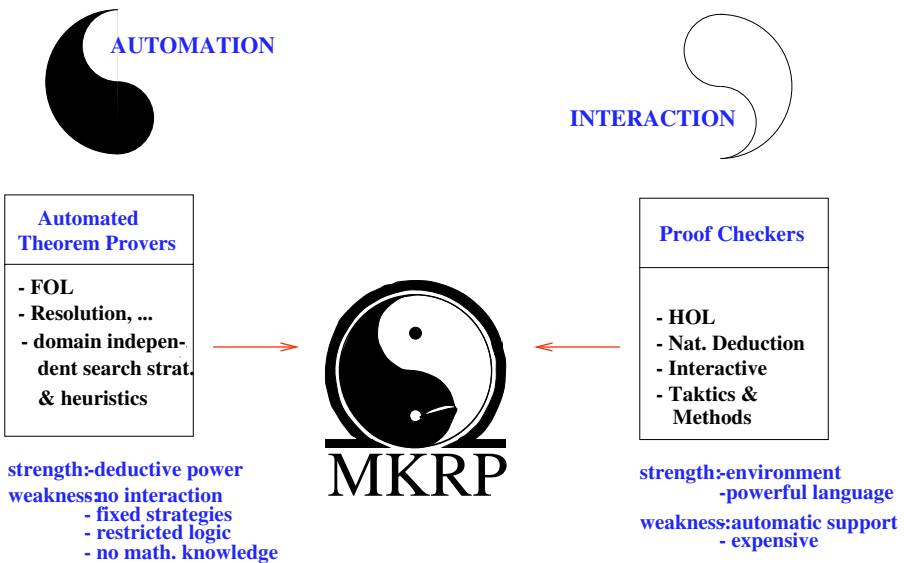 AUTOMATION
INTERACTION
Automated
Theorem Provers
- FOL
- Resolution, ...
- domain indepen-
dent search strat.
& heuristics
strength:-deductive power
weakness:no interaction
- fixed strategies
- restricted logic
- no math. knowledge
MKRP
Proof Checkers
- HOL
- Nat. Deduction
- Interactive
- Taktics &
Methods
strength:-environment
-powerful language
weakness:-automatic support
- expensive